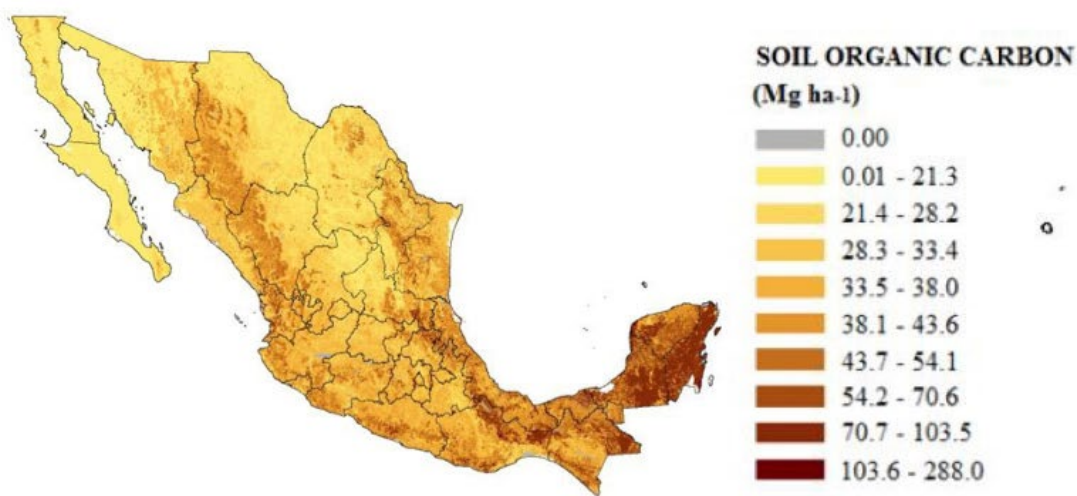 SOIL ORGANIC CARBON
(Mg ha-1)
0.00
0.01 - 21.3
21.4 - 28.2
28.3 - 33.4
33.5 - 38.0
38.1 - 43.6
43.7 - 54.1
54.2 - 70.6
70.7 - 103.5
103.6 - 288.0